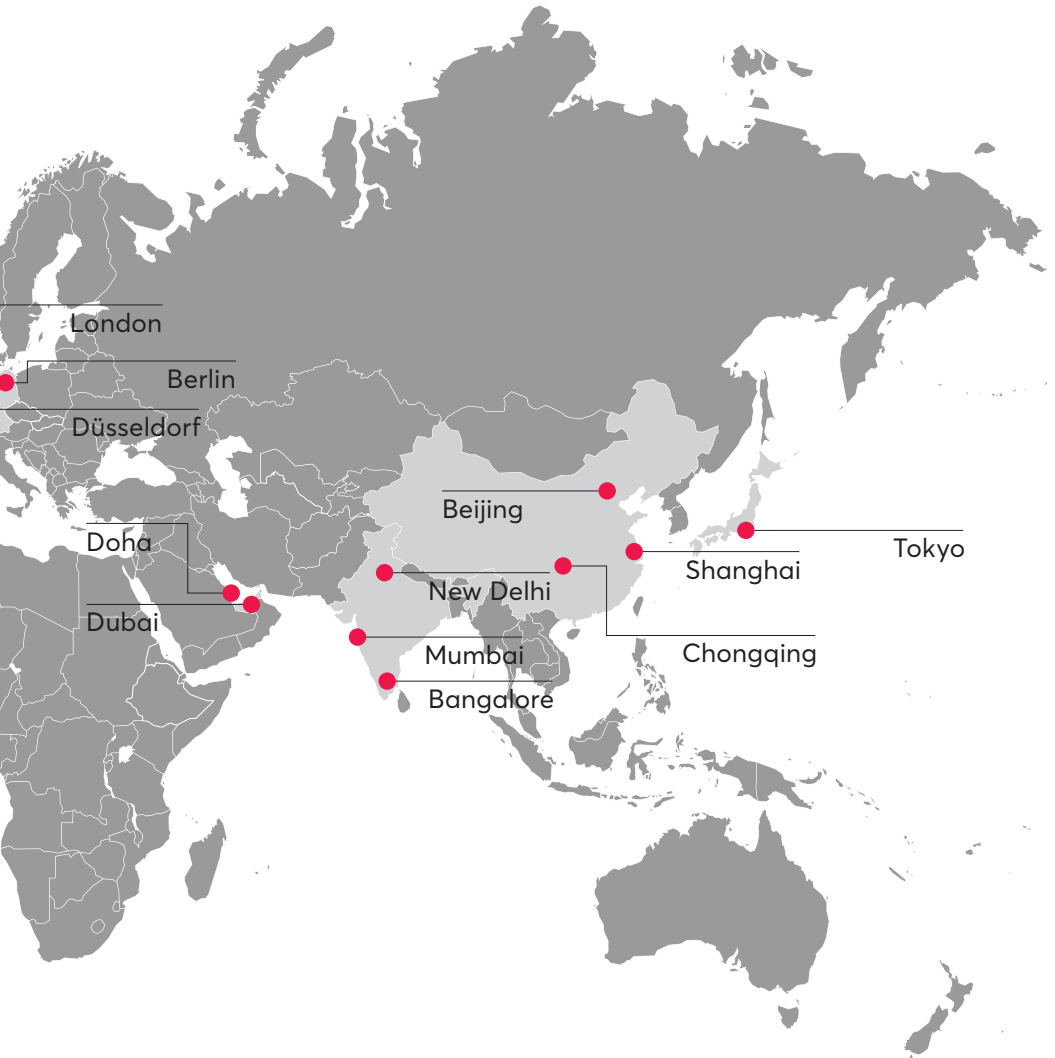 London
Berlin
Düsseldorf
Beijing
Doha
Tokyo
Shanghai
New Delhi
Dubai
Mumbai
Chongqing
Bangalore